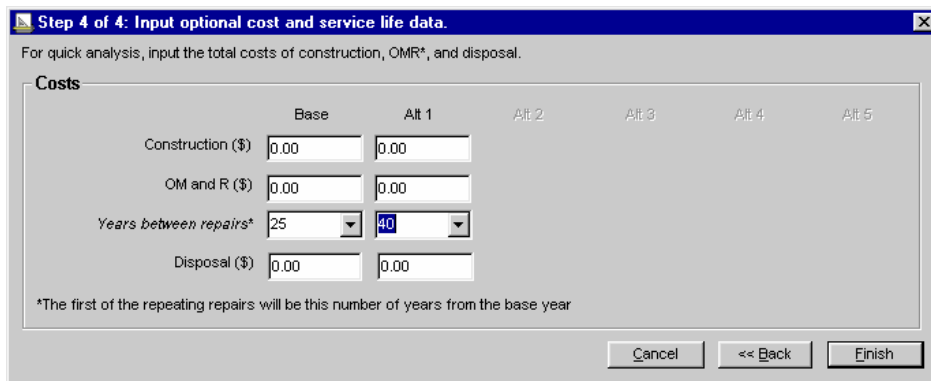 Step 4 of 4: Input optional cost and service life data.
For quick analysis, input the total costs of construction, OMR*, and disposal.
Costs
Base Alt 1 Alt 2 Alt 3 Alt 4 Alt 5
Construction ($) 0.00 0.00
OM and R ($) 0.00 0.00
Years between repairs* 25 40
Disposal ($) 0.00 0.00
*The first of the repeating repairs will be this number of years from the base year
Cancel << Back Finish